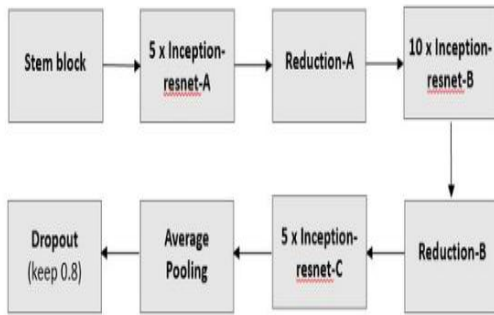 Stem block
5 x Inception-
resnet-A
Reduction-A
10 x Inception-
resnet-B
Reduction-B
5 x Inception-
resnet-C
Average
Pooling
Dropout
(keep 0.8)